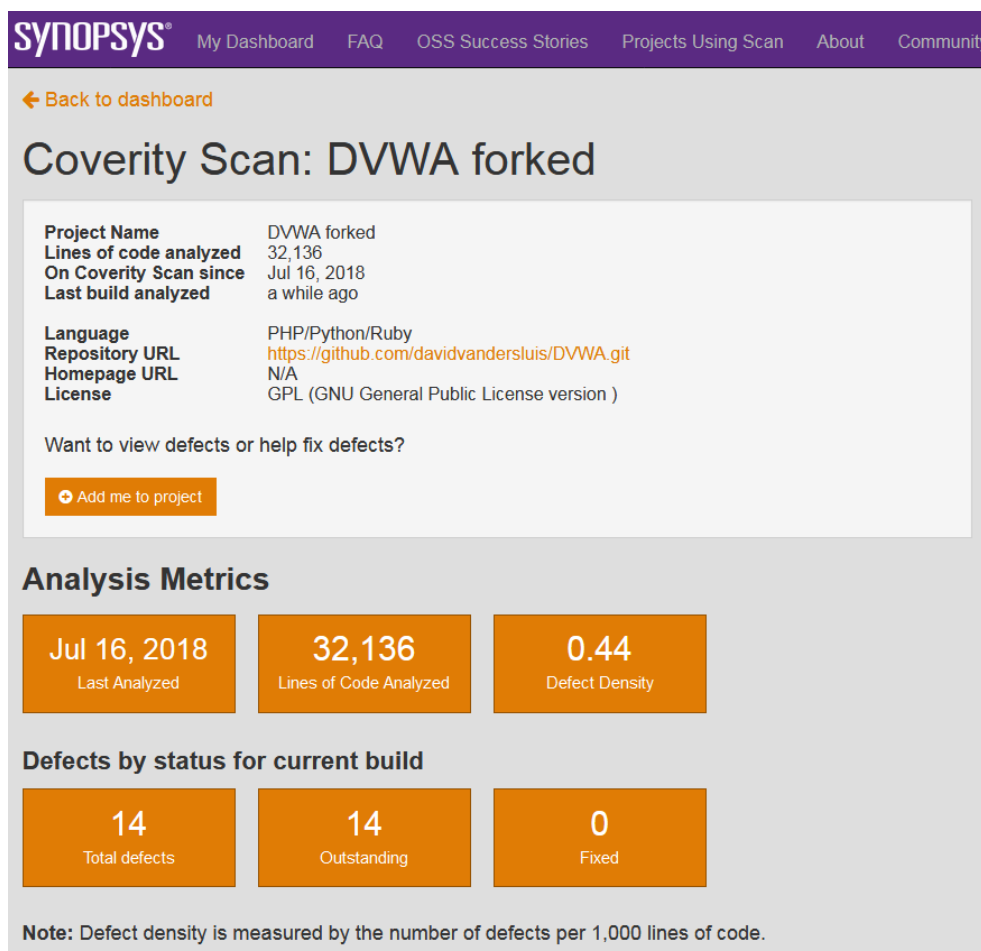 SYNOPSYS® My Dashboard FAQ OSS Success Stories Projects Using Scan About Community
Back to dashboard
Coverity Scan: DVWA forked
Project Name DVWA forked
Lines of code analyzed 32,136
On Coverity Scan since Jul 16, 2018
Last build analyzed a while ago
Language PHP/Python/Ruby
Repository URL https://github.com/davidvandersluis/DVWA.git
Homepage URL N/A
License GPL (GNU General Public License version )
Want to view defects or help fix defects?
Add me to project
Analysis Metrics
Jul 16, 2018 32,136 0.44
Last Analyzed Lines of Code Analyzed Defect Density
Defects by status for current build
14 14 0
Total defects Outstanding Fixed
Note: Defect density is measured by the number of defects per 1,000 lines of code.